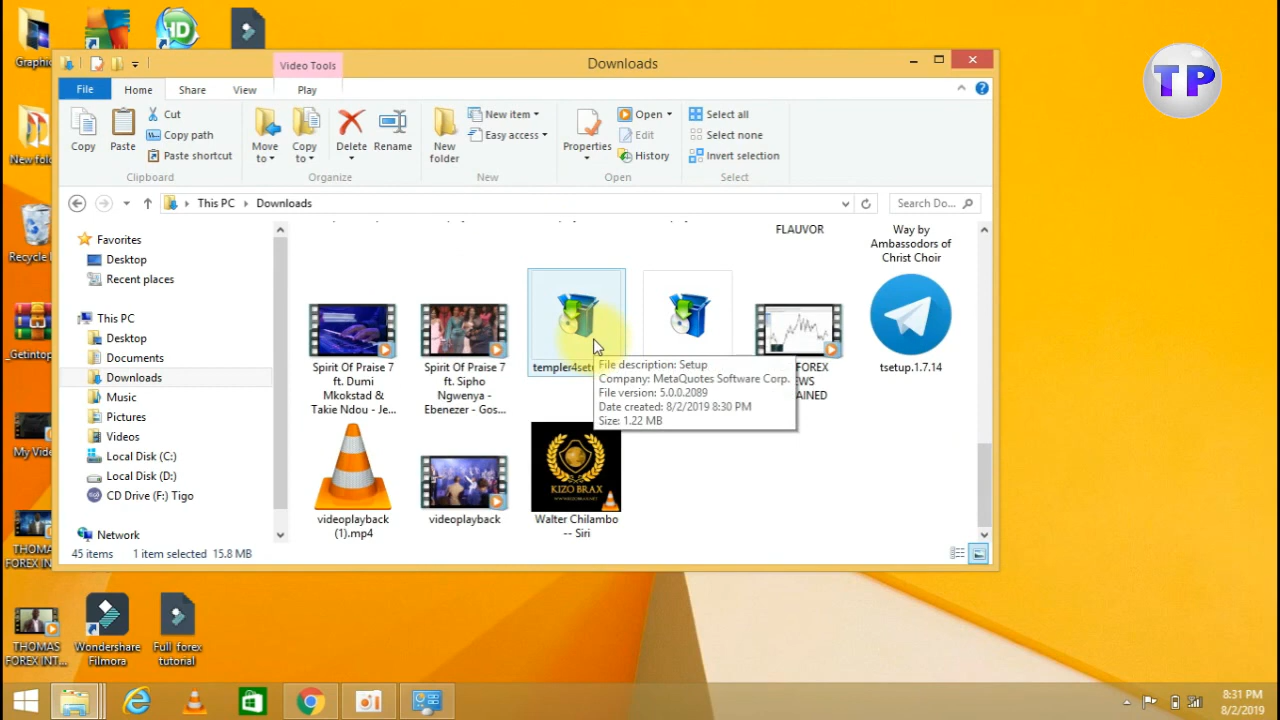 Graphic
TP
Video Tools
Downloads
File
Home
Share
View
Play
Copy
Paste
Cut
Copy path
Paste shortcut
Move to
Copy to
Delete
Rename
New folder
New item
Easy access
Properties
Open
Edit
History
Select all
Select none
Invert selection
Clipboard
Organize
New
Open
Select
This PC
Downloads
Search Do...
Favorites
Desktop
Recent places
This PC
Desktop
Documents
Downloads
Music
Pictures
Videos
Local Disk (C:)
Local Disk (D:)
CD Drive (F:) Tigo
Network
FLAUVOR
Way by
Ambassadors of
Christ Choir
Spirit Of Praise 7
ft. Dumi
Mkokstad &
Takie Ndou - Je...
Spirit Of Praise 7
ft. Sipho
Ngwenya -
Ebenezer - Gos...
templer4set
File description: Setup
Company: MetaQuotes Software Corp.
File version: 5.0.0.2089
Date created: 8/2/2019 8:30 PM
Size: 1.22 MB
FOREX
tsetup.1.7.14
videoplayback
(1).mp4
videoplayback
KIZO BRAX
Walter Chilambo
-- Siri
45 items
1 item selected 15.8 MB
Recycle
_Getintop
My Vide
THOMAS
FOREX IN
THOMAS
FOREX INT...
Wondershare
Filmora
Full forex
tutorial
8:31 PM
8/2/2019